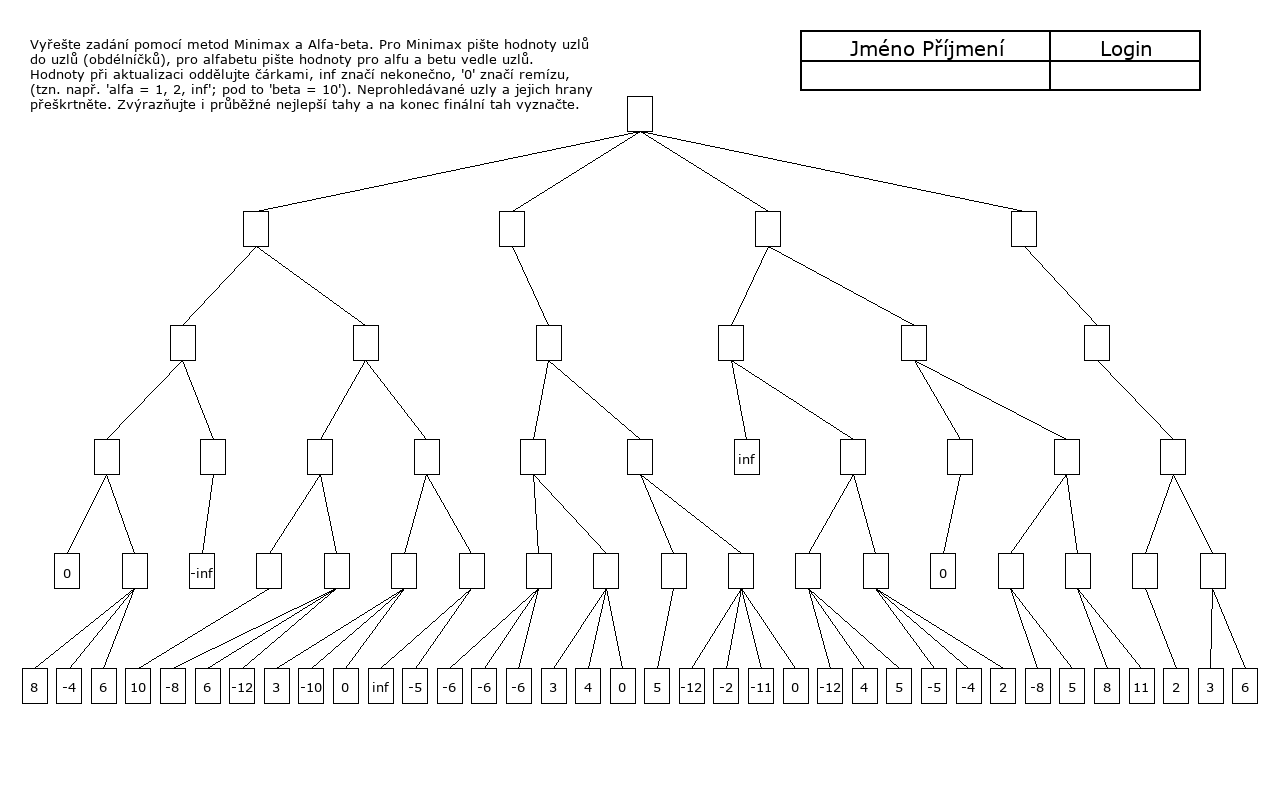 Vyřešte zadání pomocí metod Minimax a Alfa-beta. Pro Minimax pište hodnoty uzlů
do uzlů (obdélníčků), pro alfabetu pište hodnoty pro alfu a betu vedle uzlů.
Hodnoty při aktualizaci oddělujte čárkami, inf značí nekonečno, '0' značí remízu,
(tzn. např. 'alfa = 1, 2, inf'; pod to 'beta = 10'). Neprohledávané uzly a jejich hrany
přeškrtněte. Zvýrazňujte i průběžné nejlepší tahy a na konec finální tah vyznačte.
Jméno Příjmení Login
inf
0 -inf 0
8 -4 6 10 -8 6 -12 3 -10 0 inf -5 -6 -6 -6 3 4 0 5 -12 -2 -11 0 -12 4 5 -5 -4 2 -8 5 8 11 2 3 6